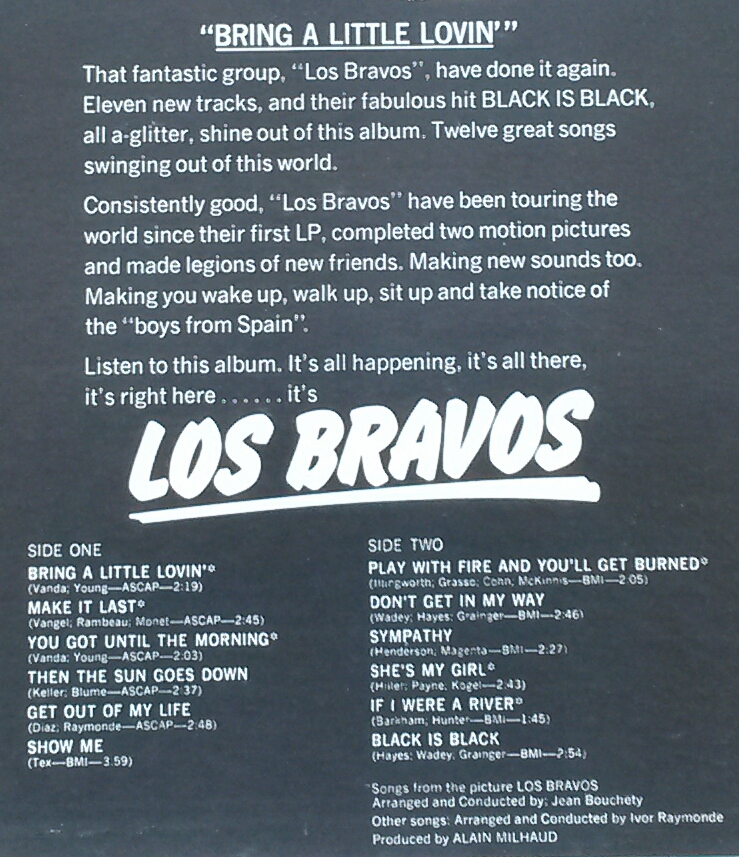 “BRING A LITTLE LOVIN’”
That fantastic group, “Los Bravos”, have done it again.
Eleven new tracks, and their fabulous hit BLACK IS BLACK,
all a-glitter, shine out of this album. Twelve great songs
swinging out of this world.
Consistently good, “Los Bravos” have been touring the
world since their first LP, completed two motion pictures
and made legions of new friends. Making new sounds too.
Making you wake up, walk up, sit up and take notice of
the “boys from Spain”.
Listen to this album. It’s all happening, it’s all there,
it’s right here ...... it’s
LOS BRAVOS
SIDE ONE
BRING A LITTLE LOVIN’*
(Vanda; Young—ASCAP—2:19)
MAKE IT LAST*
(Vangel; Rambeau; Monet—ASCAP—2:45)
YOU GOT UNTIL THE MORNING*
(Vanda; Young—ASCAP—2:03)
THEN THE SUN GOES DOWN
(Keller; Blume—ASCAP—2:37)
GET OUT OF MY LIFE
(Diaz; Raymonde—ASCAP—2:48)
SHOW ME
(Tex—BMI—3.59)
SIDE TWO
PLAY WITH FIRE AND YOU’LL GET BURNED*
(Illingworth; Grasso; Conn; McKinnis—BMI—2:05)
DON’T GET IN MY WAY
(Wadey; Hayes; Grainger—BMI—2:46)
SYMPATHY
(Henderson; Magenta—BMI—2:27)
SHE’S MY GIRL*
(Hiller; Payne; Kogel—2:43)
IF I WERE A RIVER*
(Barkham; Hunter—BMI—1:45)
BLACK IS BLACK
(Hayes; Wadey; Grainger—BMI—2:54)
*Songs from the picture LOS BRAVOS
Arranged and Conducted by: Jean Bouchety
Other songs: Arranged and Conducted by Ivor Raymonde
Produced by ALAIN MILHAUD